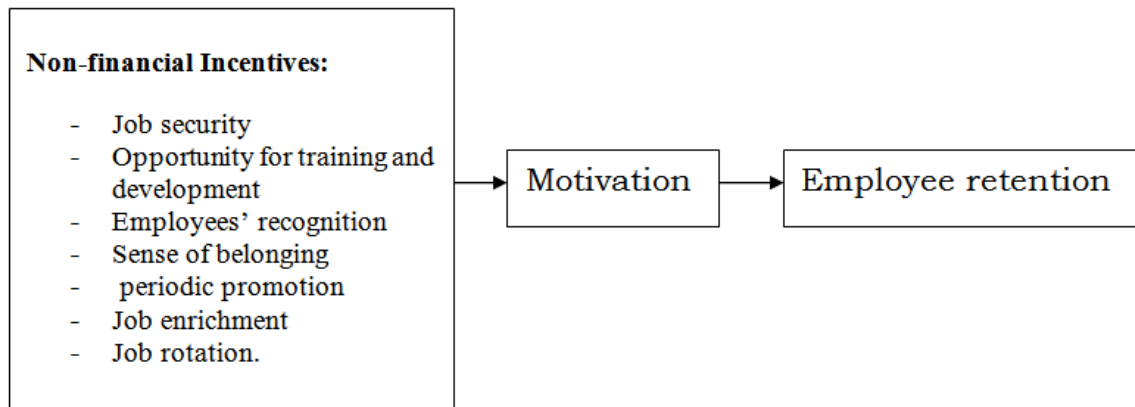 Non-financial Incentives:
- Job security
- Opportunity for training and
development
- Employees’ recognition
- Sense of belonging
- periodic promotion
- Job enrichment
- Job rotation.
Motivation
Employee retention